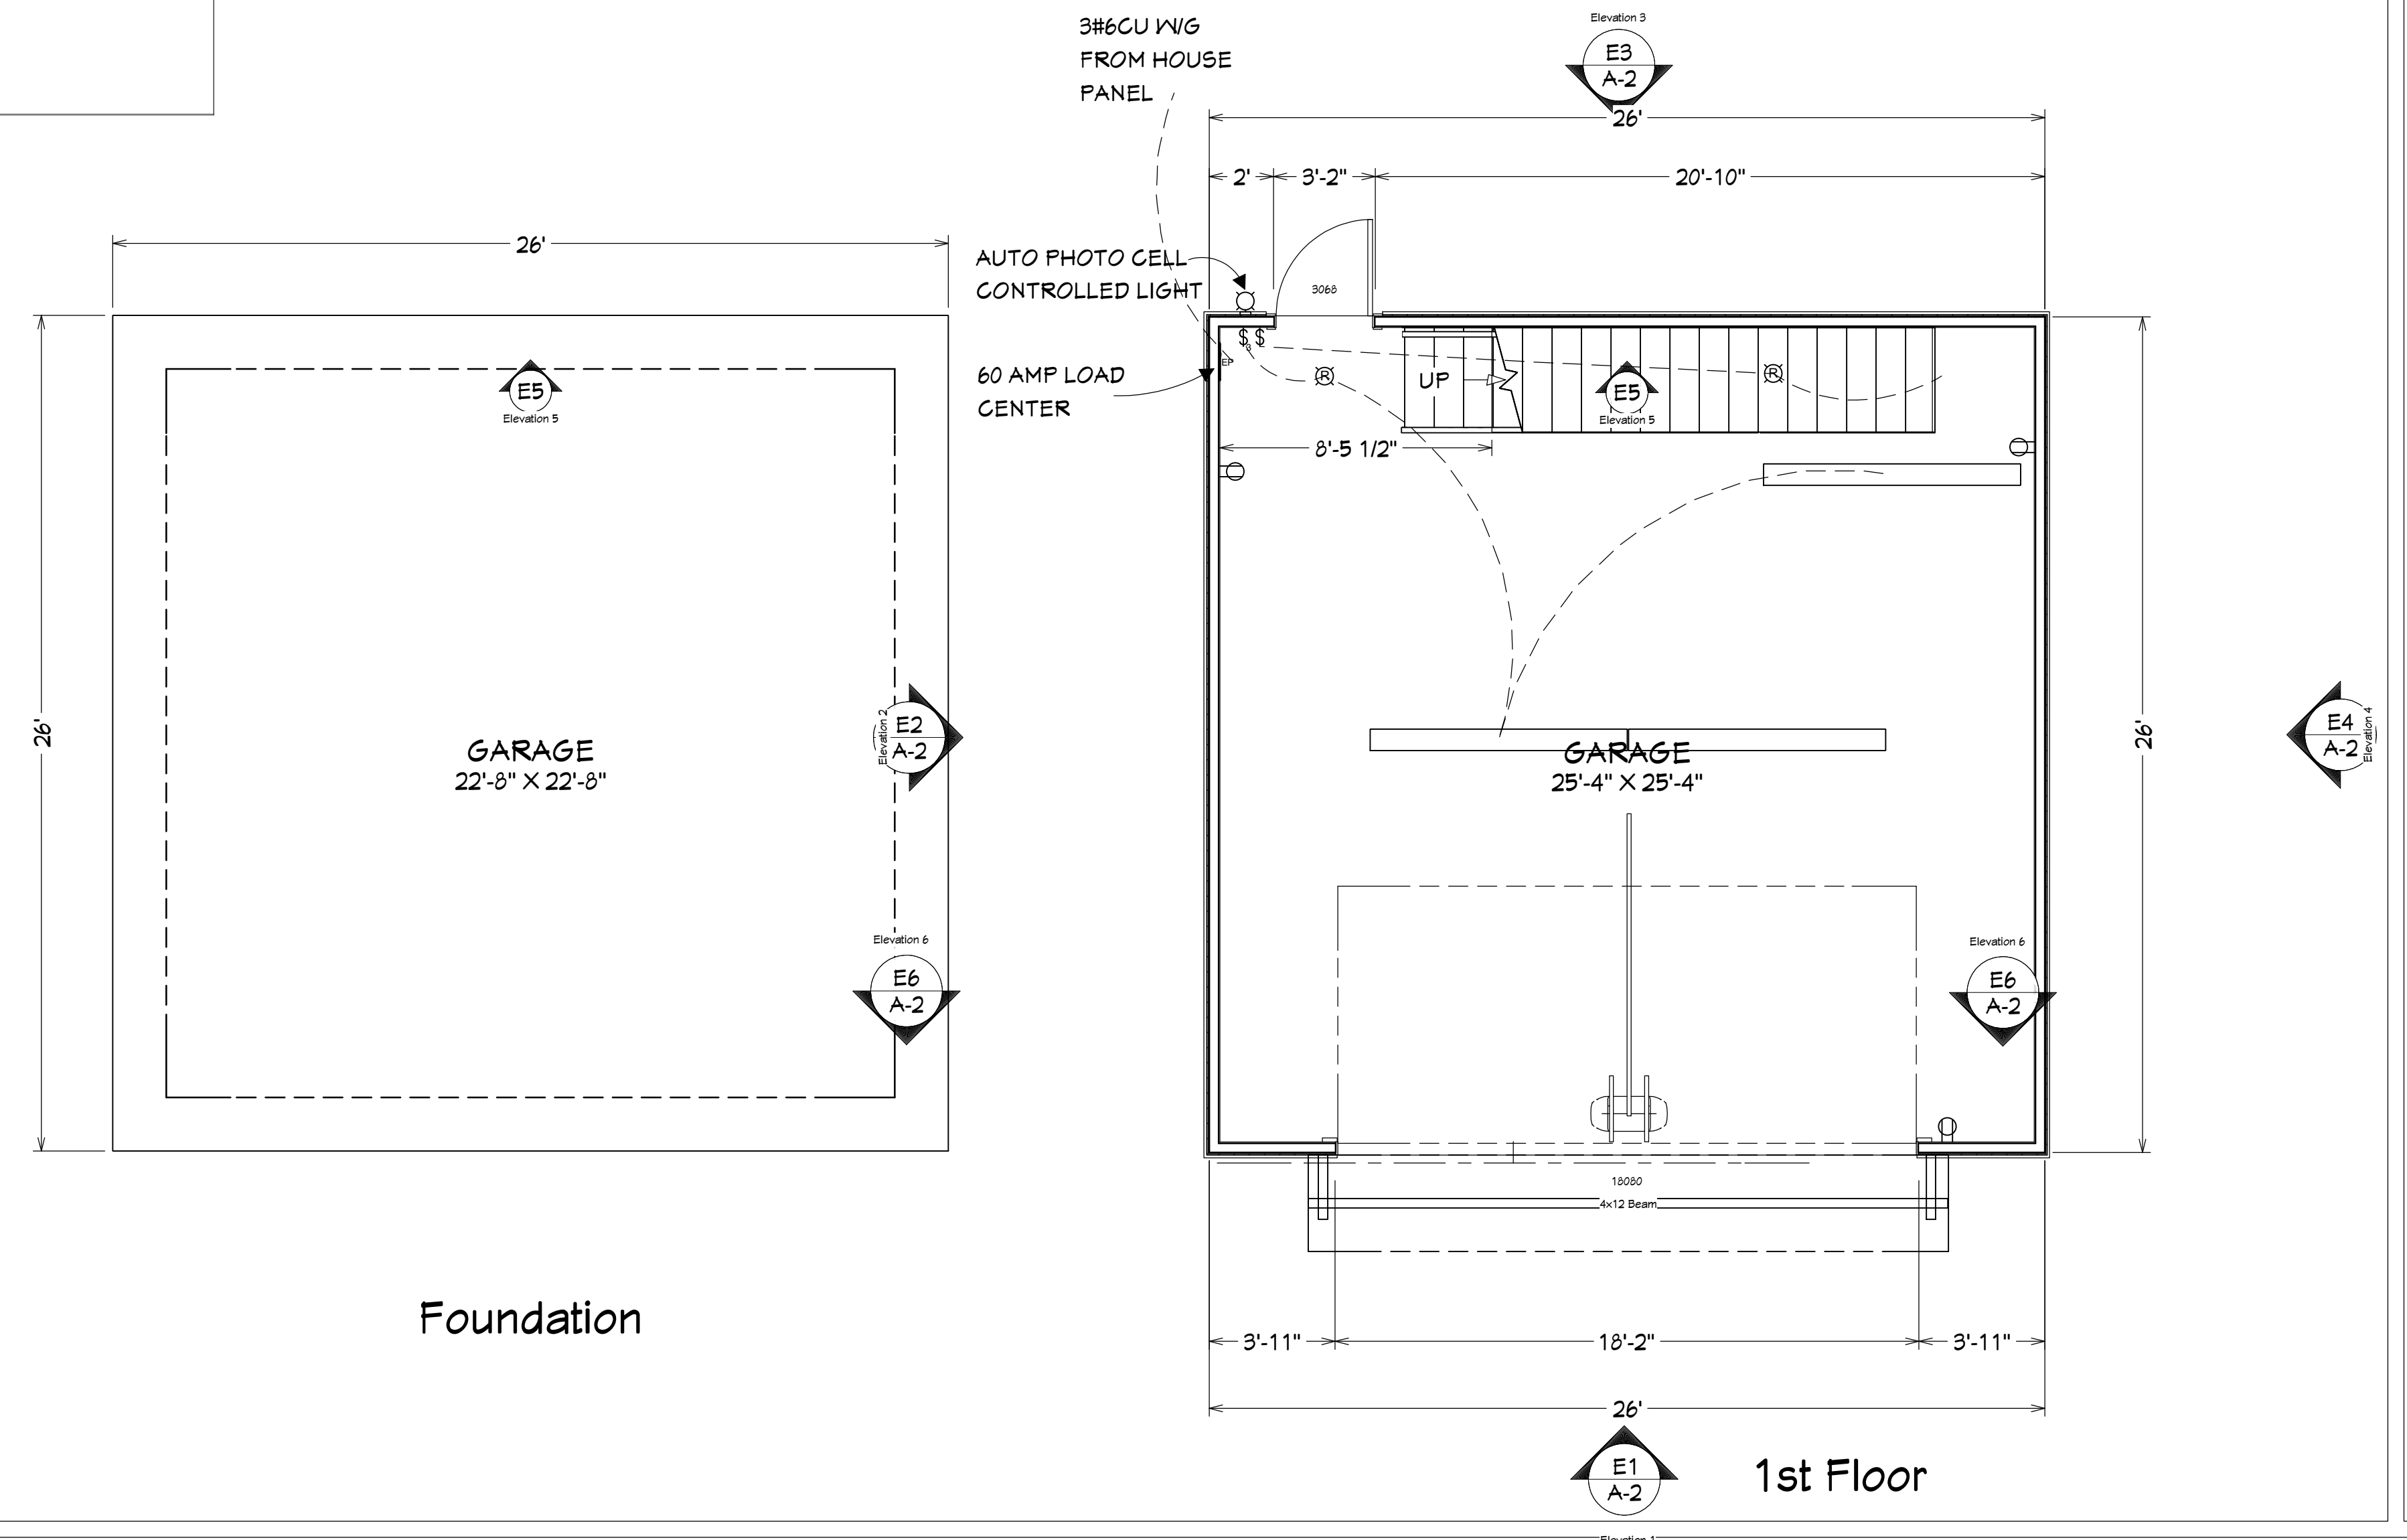 3#6CU W/G
FROM HOUSE
PANEL
Elevation 3
E3
A-2
26'
2'
3'-2"
20'-10"
26'
AUTO PHOTO CELL
CONTROLLED LIGHT
3068
$ $
3
EP
60 AMP LOAD
CENTER
R
UP
R
E5
Elevation 5
E5
Elevation 5
8'-5 1/2"
26'
GARAGE
22'-8" X 22'-8"
Elevation 2
E2
A-2
GARAGE
25'-4" X 25'-4"
26'
E4
A-2
Elevation 4
Elevation 6
E6
A-2
Elevation 6
E6
A-2
18080
4x12 Beam
Foundation
3'-11"
18'-2"
3'-11"
26'
E1
A-2
1st Floor
Elevation 1